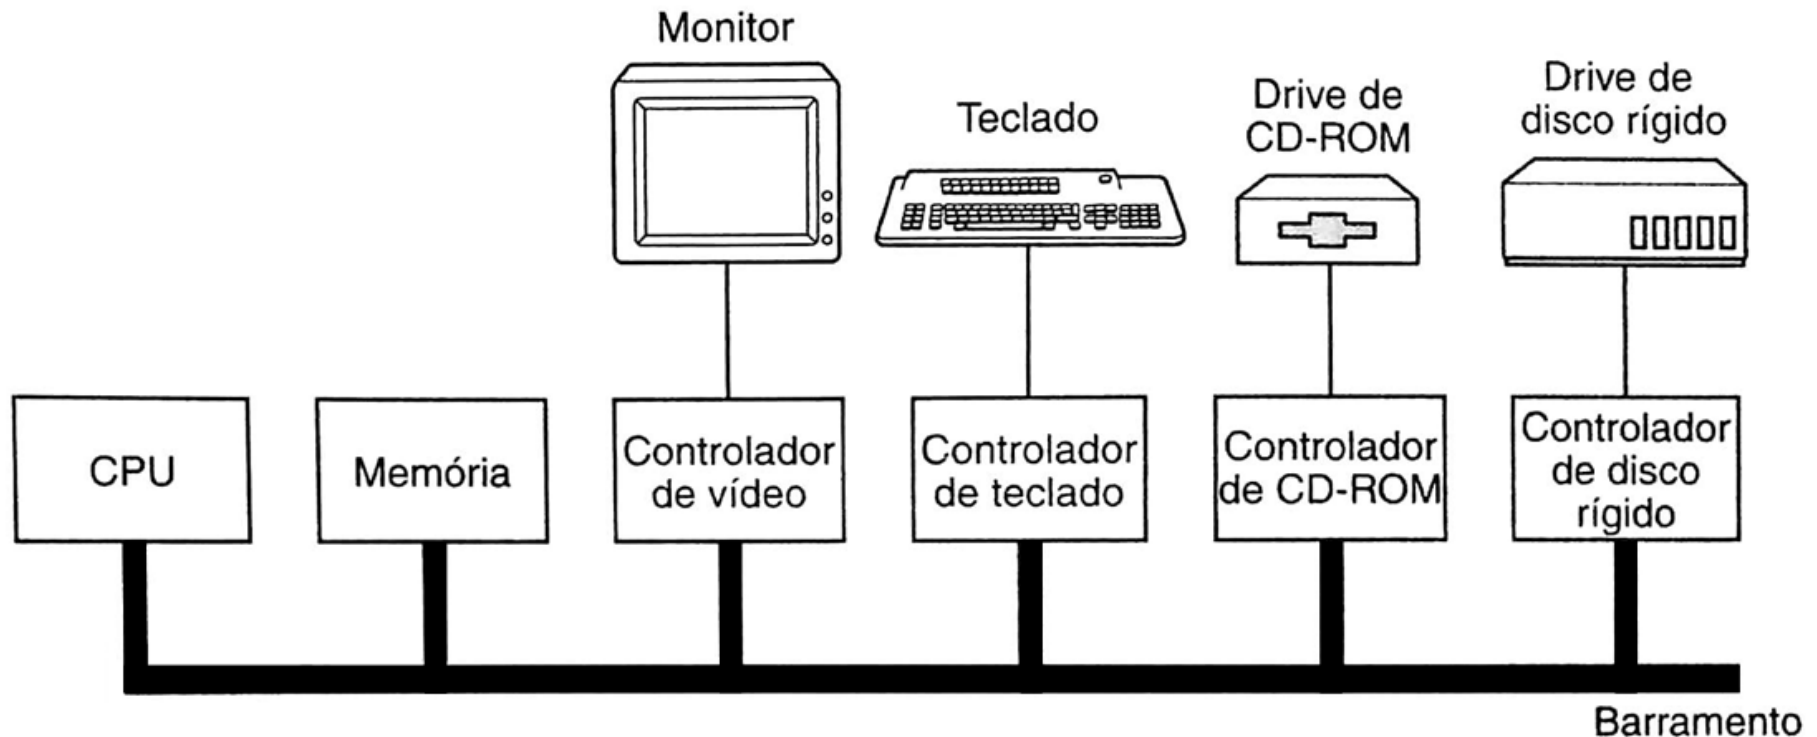 Monitor
Teclado
Drive de
CD-ROM
Drive de
disco rígido
CPU
Memória
Controlador
de vídeo
Controlador
de teclado
Controlador
de CD-ROM
Controlador
de disco
rígido
Barramento